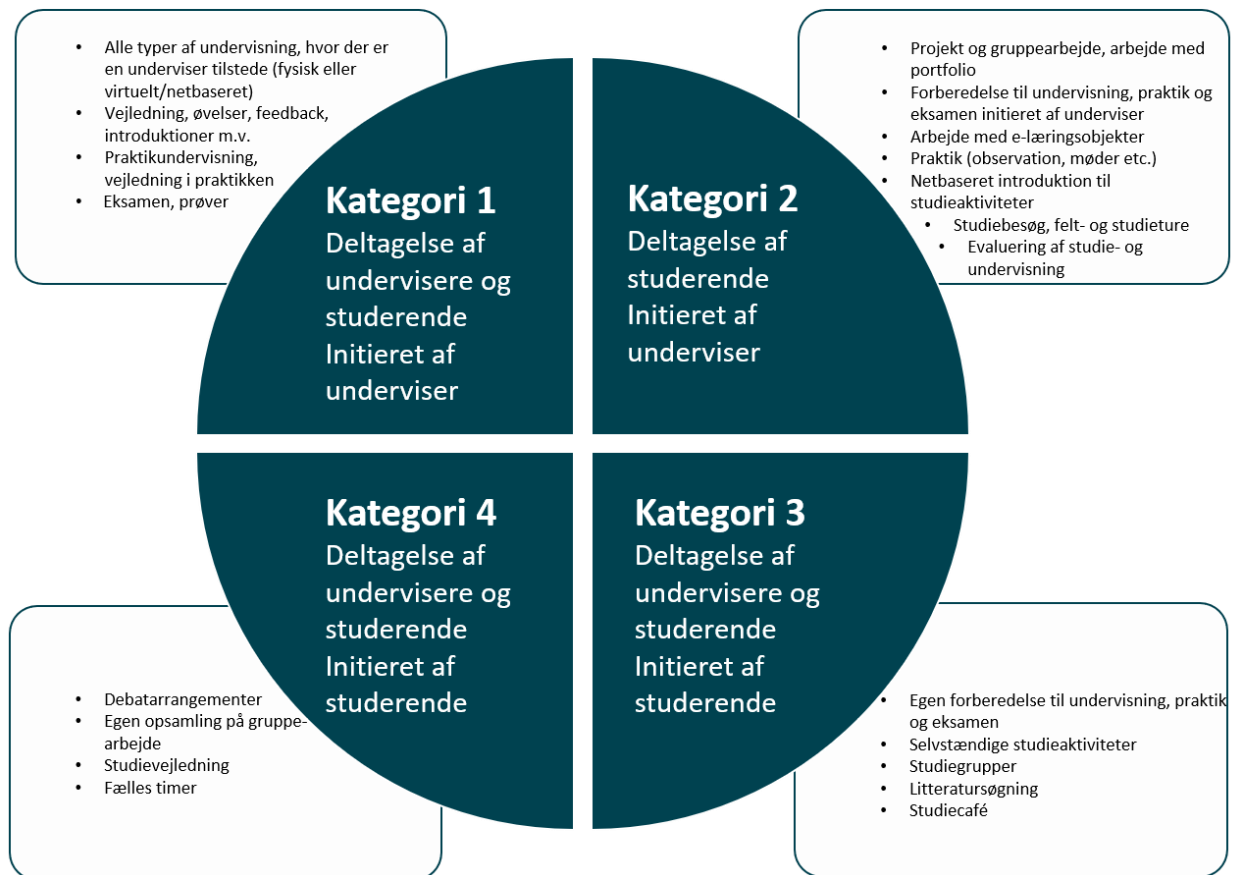 • Alle typer af undervisning, hvor der er
en underviser tilstede (fysisk eller
virtuelt/netbaseret)
• Vejledning, øvelser, feedback,
introduktioner m.v.
• Praktikundervisning,
vejledning i praktikken
• Eksamen, prøver
• Projekt og gruppearbejde, arbejde med
portfolio
• Forberedelse til undervisning, praktik og
eksamen initieret af underviser
• Arbejde med e-læringsobjekter
• Praktik (observation, møder etc.)
• Netbaseret introduktion til
studieaktiviteter
• Studiebesøg, felt- og studieture
• Evaluering af studie- og
undervisning
Kategori 1
Deltagelse af
undervisere og
studerende
Initieret af
underviser
Kategori 2
Deltagelse af
studerende
Initieret af
underviser
Kategori 4
Deltagelse af
undervisere og
studerende
Initieret af
studerende
Kategori 3
Deltagelse af
undervisere og
studerende
Initieret af
studerende
• Debatarrangementer
• Egen opsamling på gruppe-
arbejde
• Studievejledning
• Fælles timer
• Egen forberedelse til undervisning, praktik
og eksamen
• Selvstændige studieaktiviteter
• Studiegrupper
• Litteratursøgning
• Studiecafé